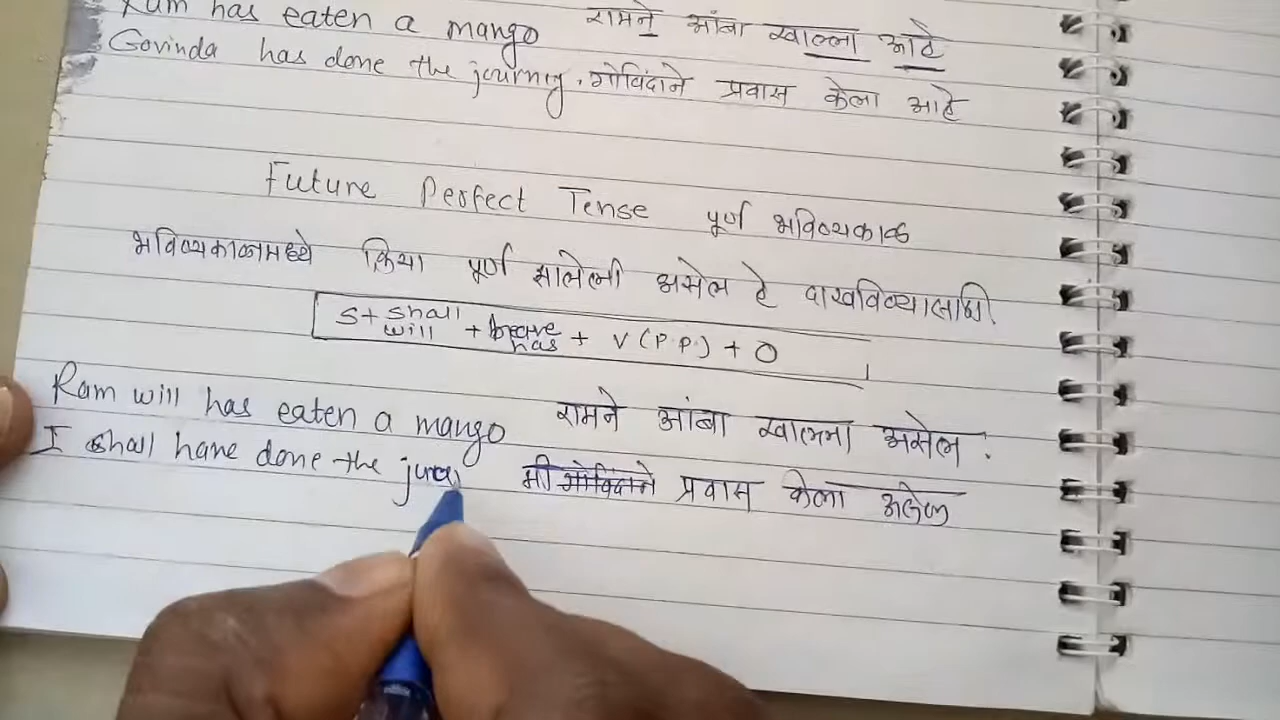 Ram has eaten a mango रामने आंबा खाल्ला आहे
Govinda has done the journey. गोविंदाने प्रवास केला आहे
Future Perfect Tense पूर्ण भविष्यकाळ
भविष्यकाळामध्ये क्रिया पूर्ण झालेली असेल हे दाखविण्यासाठी.
S + shall will + have has + V (P.P.) + O
Ram will has eaten a mango रामने आंबा खाल्ला असेल.
I shall have done the मी प्रवास केला असेल